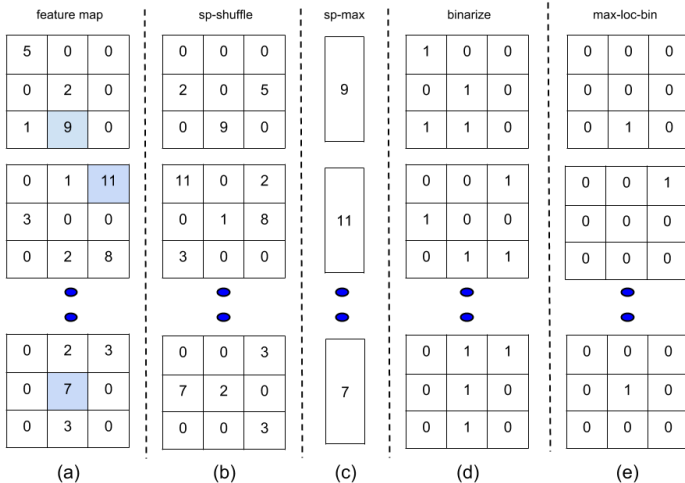 feature map sp-shuffle sp-max binarize max-loc-bin
5 0 0 0 0 0 1 0 0 0 0 0
0 2 0 2 0 5 9 0 1 0 0 0 0
1 9 0 0 9 0 1 1 0 0 1 0
0 1 11 11 0 2 0 0 1 0 0 1
3 0 0 0 1 8 11 1 0 0 0 0 0
0 2 8 3 0 0 0 1 1 0 0 0
0 2 3 0 0 3 0 1 1 0 0 0
0 7 0 7 2 0 7 0 1 0 0 1 0
0 3 0 0 0 3 0 1 0 0 0 0
(a) (b) (c) (d) (e)